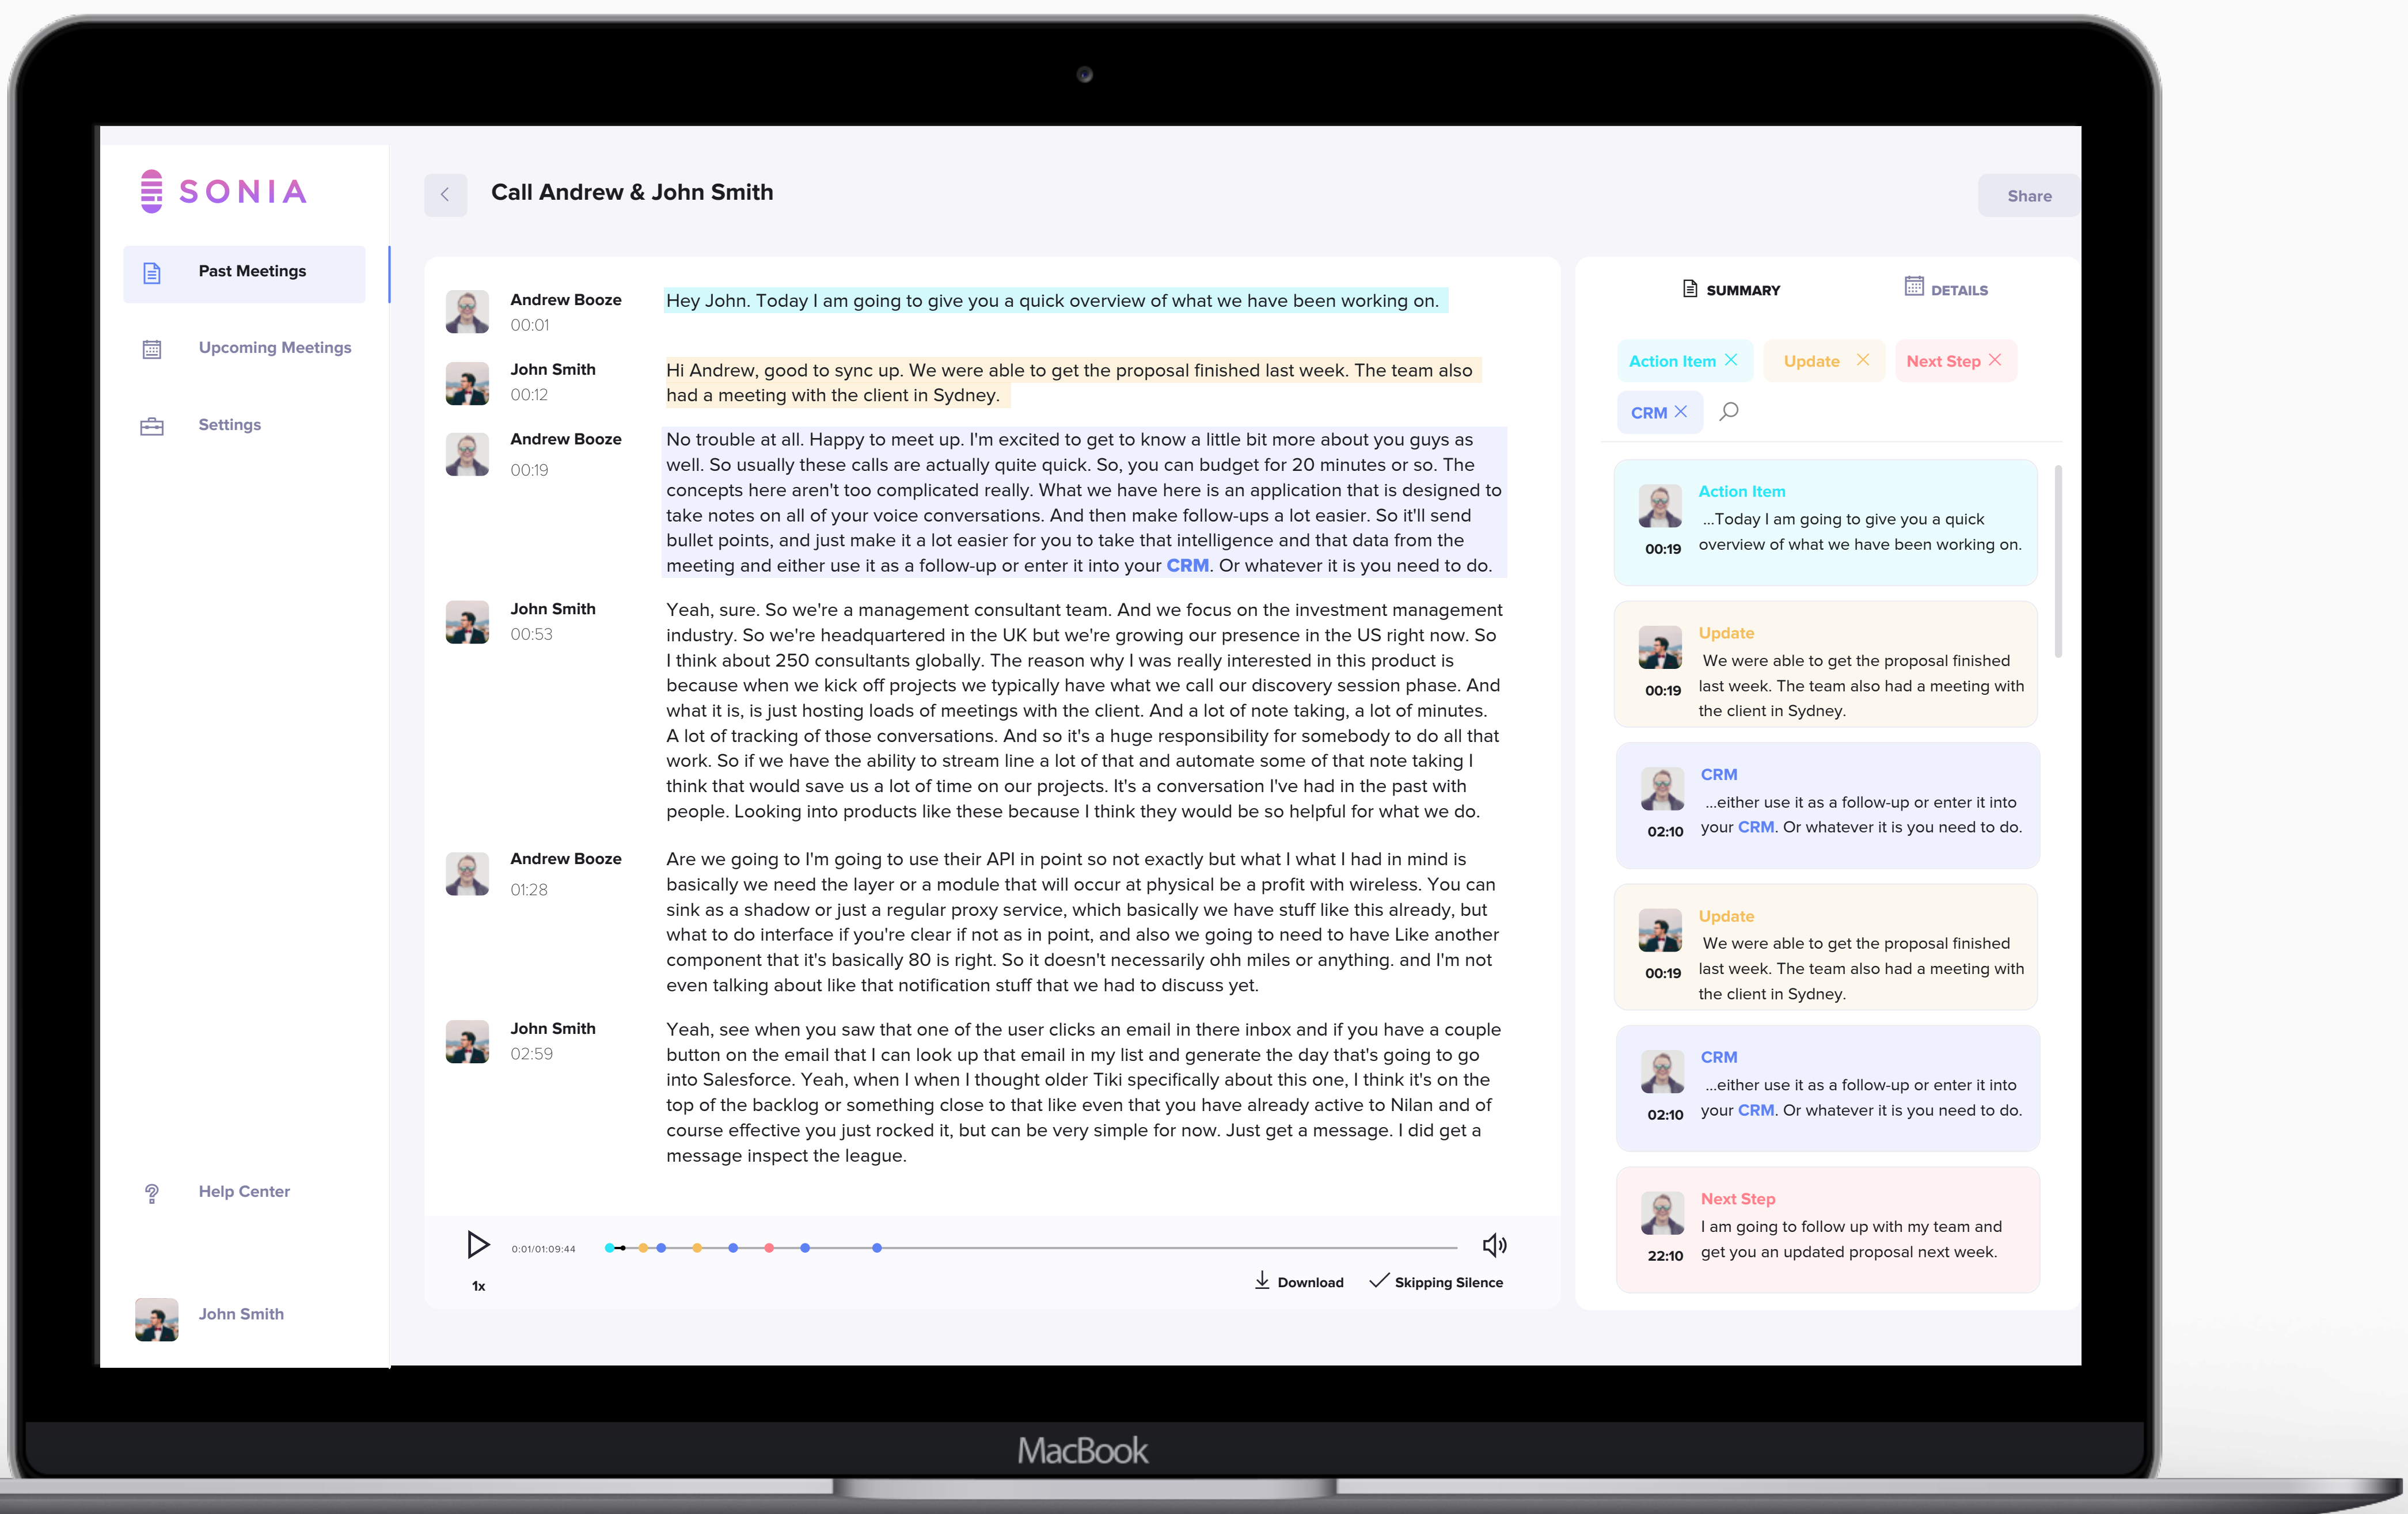 SONIA
Past Meetings
Upcoming Meetings
Settings
Help Center
John Smith
Call Andrew & John Smith
Share
Andrew Booze
00:01
Hey John. Today I am going to give you a quick overview of what we have been working on.
John Smith
00:12
Hi Andrew, good to sync up. We were able to get the proposal finished last week. The team also
had a meeting with the client in Sydney.
Andrew Booze
00:19
No trouble at all. Happy to meet up. I'm excited to get to know a little bit more about you guys as
well. So usually these calls are actually quite quick. So, you can budget for 20 minutes or so. The
concepts here aren't too complicated really. What we have here is an application that is designed to
take notes on all of your voice conversations. And then make follow-ups a lot easier. So it'll send
bullet points, and just make it a lot easier for you to take that intelligence and that data from the
meeting and either use it as a follow-up or enter it into your CRM. Or whatever it is you need to do.
John Smith
00:53
Yeah, sure. So we're a management consultant team. And we focus on the investment management
industry. So we're headquartered in the UK but we're growing our presence in the US right now. So
I think about 250 consultants globally. The reason why I was really interested in this product is
because when we kick off projects we typically have what we call our discovery session phase. And
what it is, is just hosting loads of meetings with the client. And a lot of note taking, a lot of minutes.
A lot of tracking of those conversations. And so it's a huge responsibility for somebody to do all that
work. So if we have the ability to stream line a lot of that and automate some of that note taking I
think that would save us a lot of time on our projects. It's a conversation I've had in the past with
people. Looking into products like these because I think they would be so helpful for what we do.
Andrew Booze
01:28
Are we going to I'm going to use their API in point so not exactly but what I what I had in mind is
basically we need the layer or a module that will occur at physical be a profit with wireless. You can
sink as a shadow or just a regular proxy service, which basically we have stuff like this already, but
what to do interface if you're clear if not as in point, and also we going to need to have Like another
component that it's basically 80 is right. So it doesn't necessarily ohh miles or anything. and I'm not
even talking about like that notification stuff that we had to discuss yet.
John Smith
02:59
Yeah, see when you saw that one of the user clicks an email in there inbox and if you have a couple
button on the email that I can look up that email in my list and generate the day that's going to go
into Salesforce. Yeah, when I when I thought older Tiki specifically about this one, I think it's on the
top of the backlog or something close to that like even that you have already active to Nilan and of
course effective you just rocked it, but can be very simple for now. Just get a message. I did get a
message inspect the league.
0:01/01:09:44
1x
Download
Skipping Silence
SUMMARY
DETAILS
Action Item
Update
Next Step
CRM
Action Item
00:19
...Today I am going to give you a quick
overview of what we have been working on.
Update
00:19
We were able to get the proposal finished
last week. The team also had a meeting with
the client in Sydney.
CRM
02:10
...either use it as a follow-up or enter it into
your CRM. Or whatever it is you need to do.
Update
00:19
We were able to get the proposal finished
last week. The team also had a meeting with
the client in Sydney.
CRM
02:10
...either use it as a follow-up or enter it into
your CRM. Or whatever it is you need to do.
Next Step
22:10
I am going to follow up with my team and
get you an updated proposal next week.
MacBook